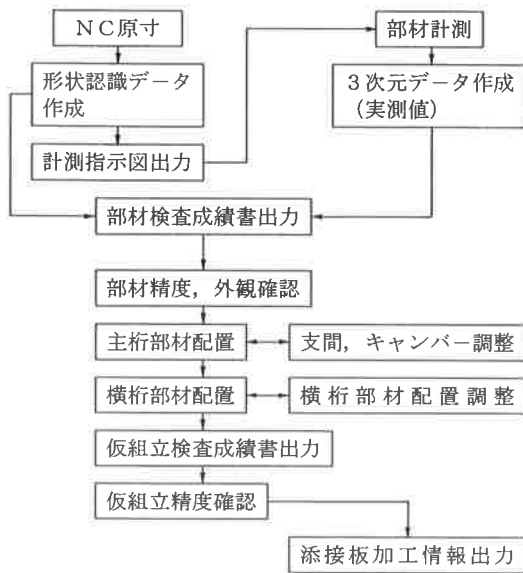 NC原寸
部材計測
形状認識データ
作成
3次元データ作成
(実測値)
計測指示図出力
部材検査成績書出力
部材精度，外観確認
主桁部材配置
支間，キャンバー調整
横桁部材配置
横桁部材配置調整
仮組立検査成績書出力
仮組立精度確認
添接板加工情報出力